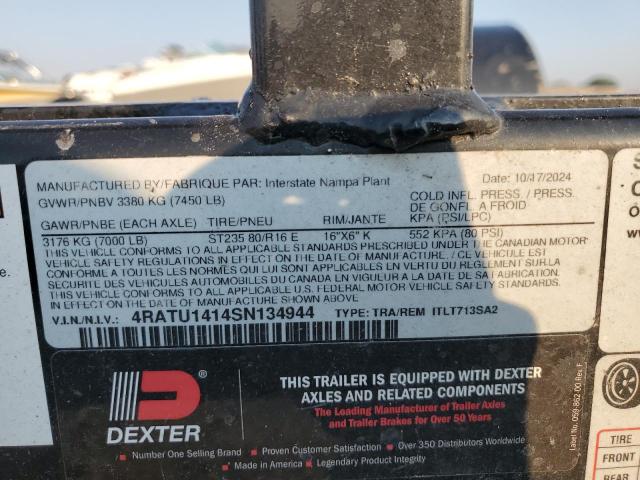 MANUFACTURED BY/FABRIQUE PAR: Interstate Nampa Plant Date: 10/17/2024
GVWR/PNBV 3380 KG (7450 LB) COLD INFL. PRESS. / PRESS.
DE GONFL. A FROID
GAWR/PNBE (EACH AXLE) TIRE/PNEU RIM/JANTE KPA (PSI/LPC)
3176 KG (7000 LB) ST235 80/R16 E 16"X6" K 552 KPA (80 PSI)
THIS VEHICLE CONFORMS TO ALL APPLICABLE STANDARDS PRESCRIBED UNDER THE CANADIAN MOTOR
VEHICLE SAFETY REGULATIONS IN EFFECT ON THE DATE OF MANUFACTURE. / CE VEHICULE EST
CONFORME A TOUTES LES NORMES QUI LUI SONT APPLICABLES EN VERTU DU REGLEMENT SUR LA
SECURITE DES VEHICULES AUTOMOBILES DU CANADA EN VIGUEUR A LA DATE DE SA FABRICATION.
THIS VEHICLE CONFORMS TO ALL APPLICABLE U.S. FEDERAL MOTOR VEHICLE SAFETY STANDARDS
IN EFFECT ON THE DATE OF MANUFACTURE SHOWN ABOVE
V.I.N./N.I.V.: 4RATU1414SN134944 TYPE: TRA/REM ITLT713SA2
DEXTER
THIS TRAILER IS EQUIPPED WITH DEXTER
AXLES AND RELATED COMPONENTS
The Leading Manufacturer of Trailer Axles
and Trailer Brakes for Over 50 Years
Number One Selling Brand • Proven Customer Satisfaction • Over 350 Distributors Worldwide
Made in America • Legendary Product Integrity
Label No. 059-862-00 Rev. F
TIRE
FRONT
REAR